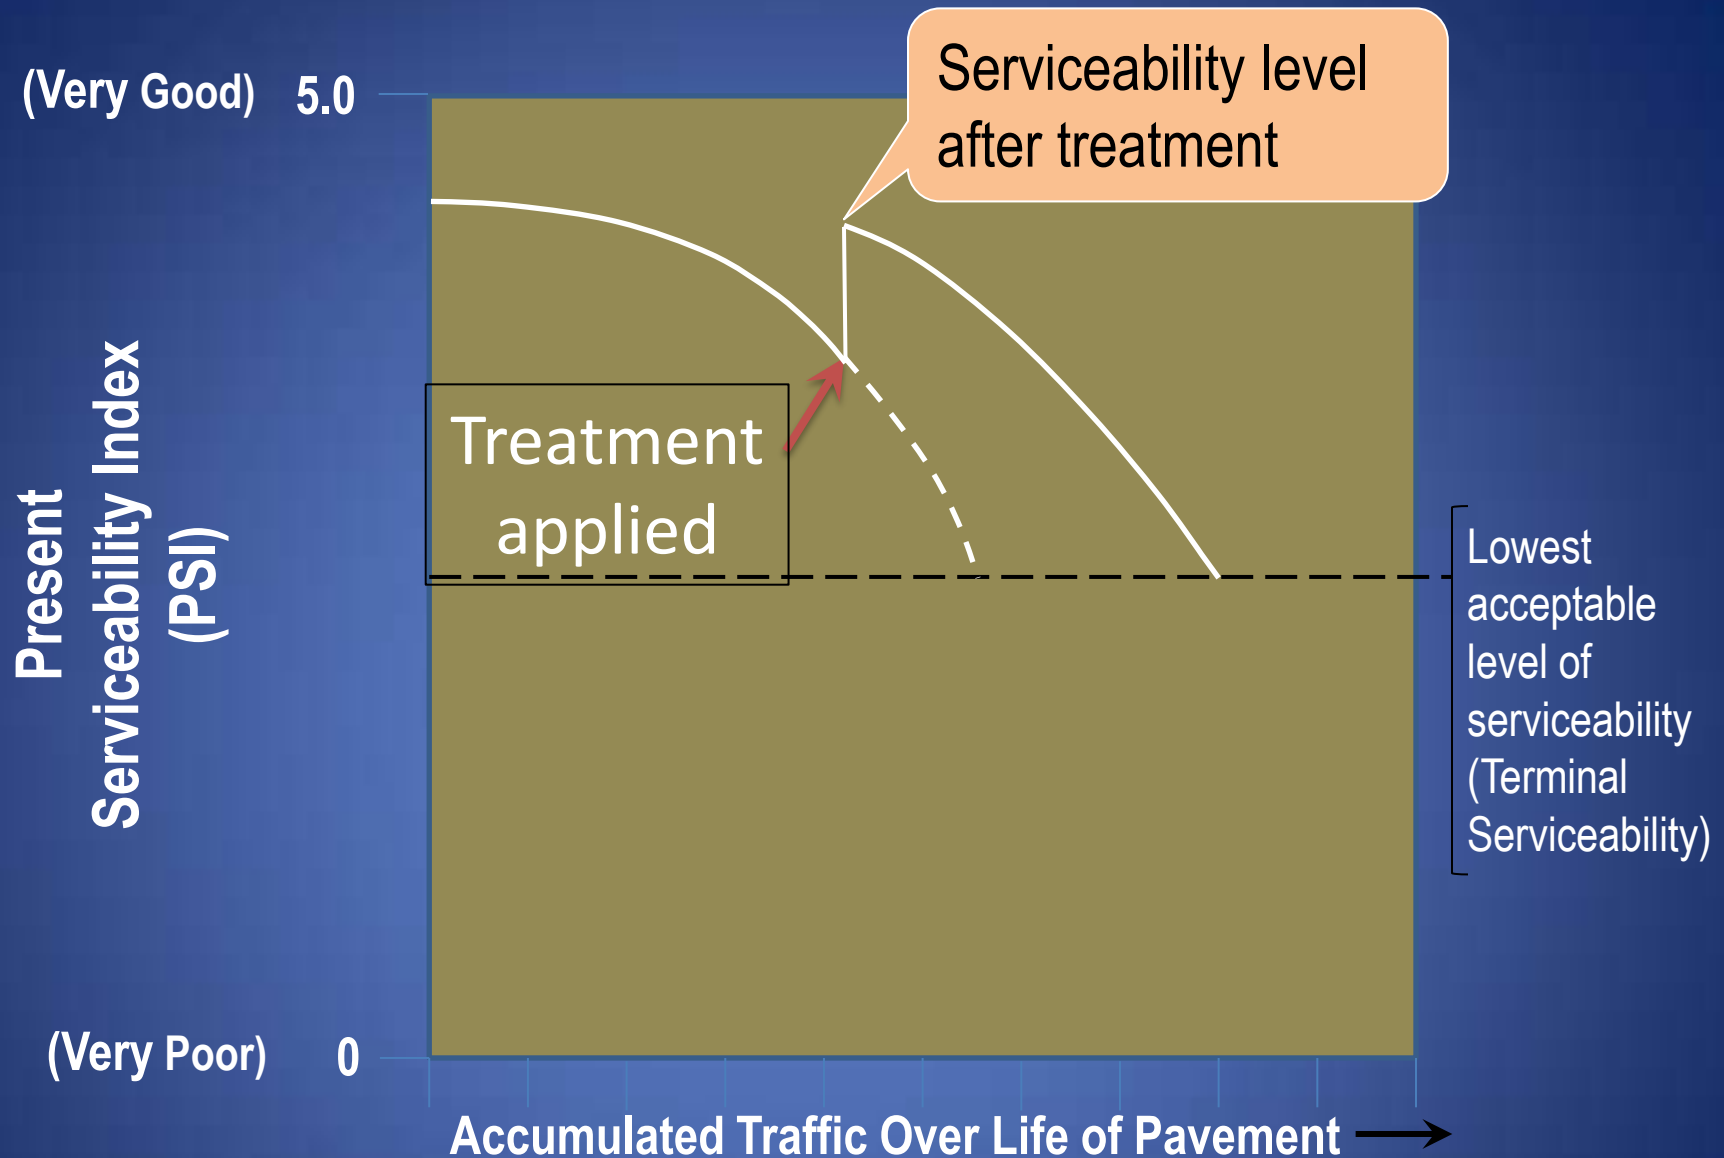 (Very Good) 5.0
Serviceability level
after treatment
Present
Serviceability Index
(PSI)
Treatment
applied
Lowest
acceptable
level of
serviceability
(Terminal
Serviceability)
(Very Poor) 0
Accumulated Traffic Over Life of Pavement